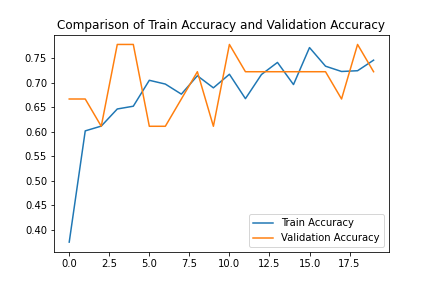 Comparison of Train Accuracy and Validation Accuracy
0.75
0.70
0.65
0.60
0.55
0.50
0.45
0.40
Train Accuracy
Validation Accuracy
0.0 2.5 5.0 7.5 10.0 12.5 15.0 17.5